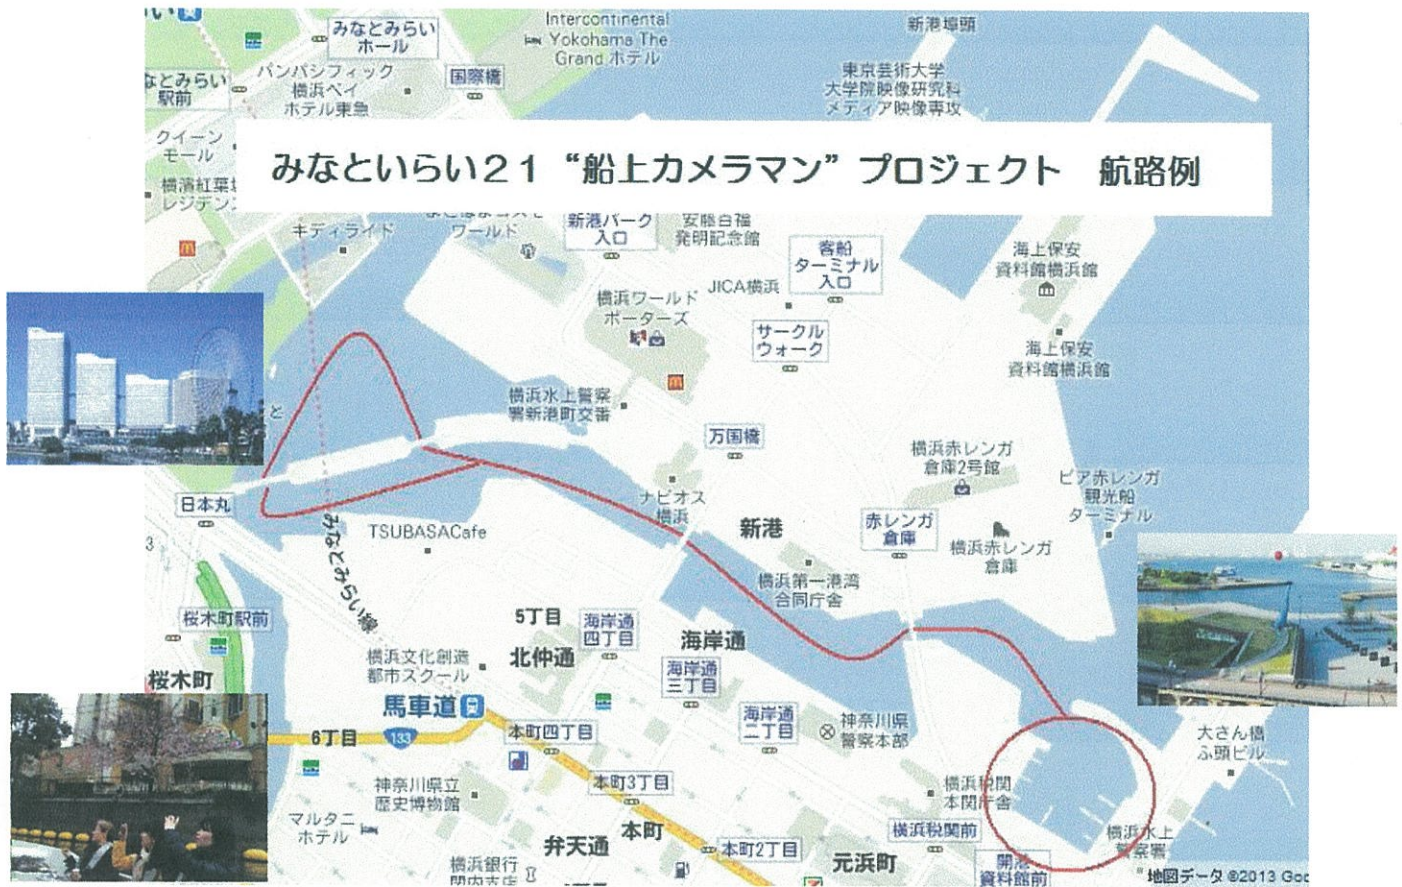 みなとみらい
ホール
Intercontinental
Yokohama The
Grand ホテル
新港埠頭
なとみらい
駅前
パンパシフィック
横浜ベイ
ホテル東急
国際橋
東京芸術大学
大学院映像研究科
メディア映像専攻
クイーン
モール
みなといらい21“船上カメラマン”プロジェクト 航路例
横濱紅葉坂
レジデンス
キディライド
ワールド
新港パーク
入口
安藤百福
発明記念館
客船
ターミナル
入口
海上保安
資料館横浜館
JICA横浜
横浜ワールド
ポーターズ
サークル
ウォーク
海上保安
資料館横浜館
横浜水上警察
署新港町交番
と
万国橋
横浜赤レンガ
倉庫2号館
ピア赤レンガ
観光船
ターミナル
日本丸
ナビオス
横浜
新港
赤レンガ
倉庫
横浜赤レンガ
倉庫
3
TSUBASACafe
みなとみらい線
横浜第一港湾
合同庁舎
桜木町駅前
5丁目
海岸通
四丁目
海岸通
北仲通
横浜文化創造
都市スクール
海岸通
三丁目
桜木町
馬車道
海岸通
二丁目
神奈川県
警察本部
大さん橋
ふ頭ビル
6丁目
133
本町四丁目
神奈川県立
歴史博物館
本町3丁目
横浜税関
本関庁舎
マルタニ
ホテル
弁天通
本町
横浜税関前
横浜水上
警察署
本町2丁目
元浜町
開港
資料館前
横浜銀行
関内支店
地図データ ©2013 Goo